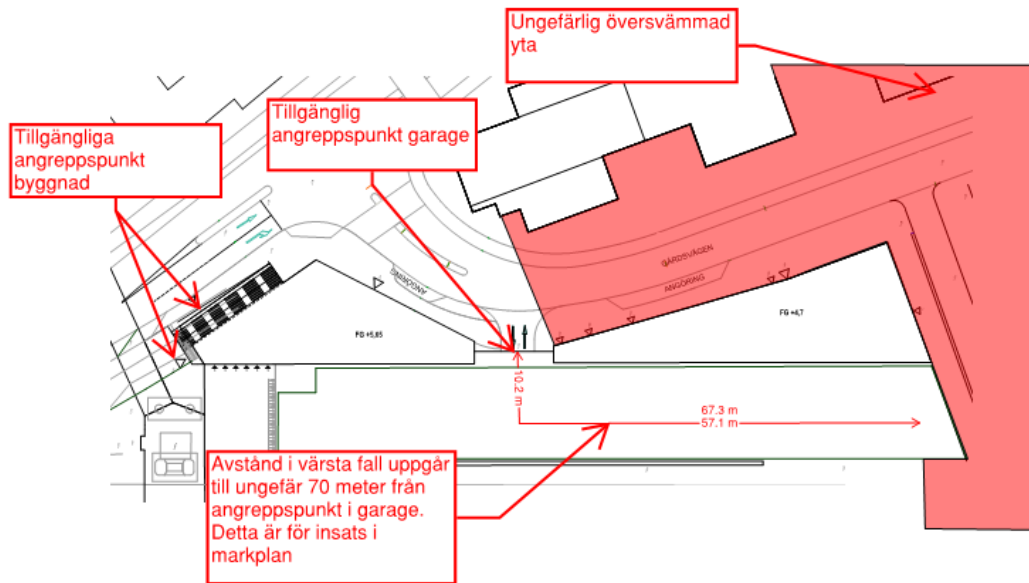 Ungefärlig översvämmad
yta
Tillgänglig
angreppspunkt garage
Tillgängliga
angreppspunkt
byggnad
GÅRDSVÄGEN
ANGÖRING
ANGÖRING
FG +5,65
FG +4,7
10.2 m
67.3 m
57.1 m
Avstånd i värsta fall uppgår
till ungefär 70 meter från
angreppspunkt i garage.
Detta är för insats i
markplan